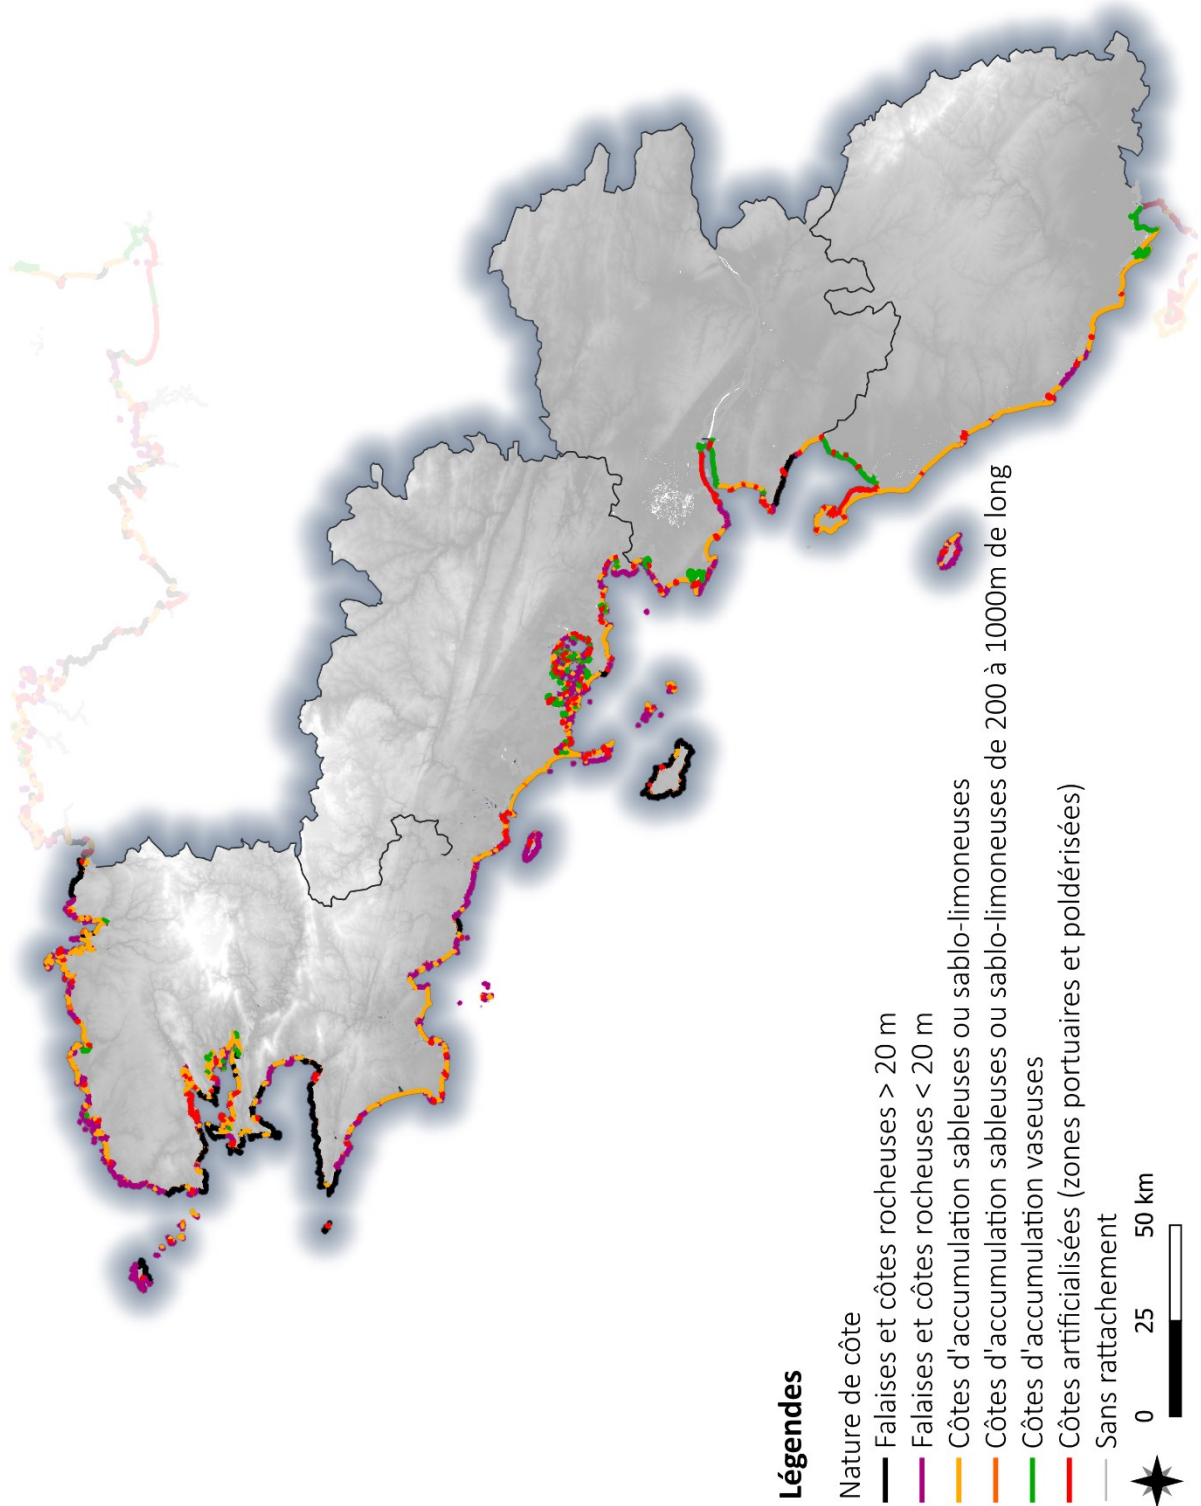 Légendes
Nature de côte
Falaises et côtes rocheuses > 20 m
Falaises et côtes rocheuses < 20 m
Côtes d'accumulation sableuses ou sablo-limoneuses
Côtes d'accumulation sableuses ou sablo-limoneuses de 200 à 1000m de long
Côtes d'accumulation vaseuses
Côtes artificialisées (zones portuaires et poldérisées)
Sans rattachement
0 25 50 km